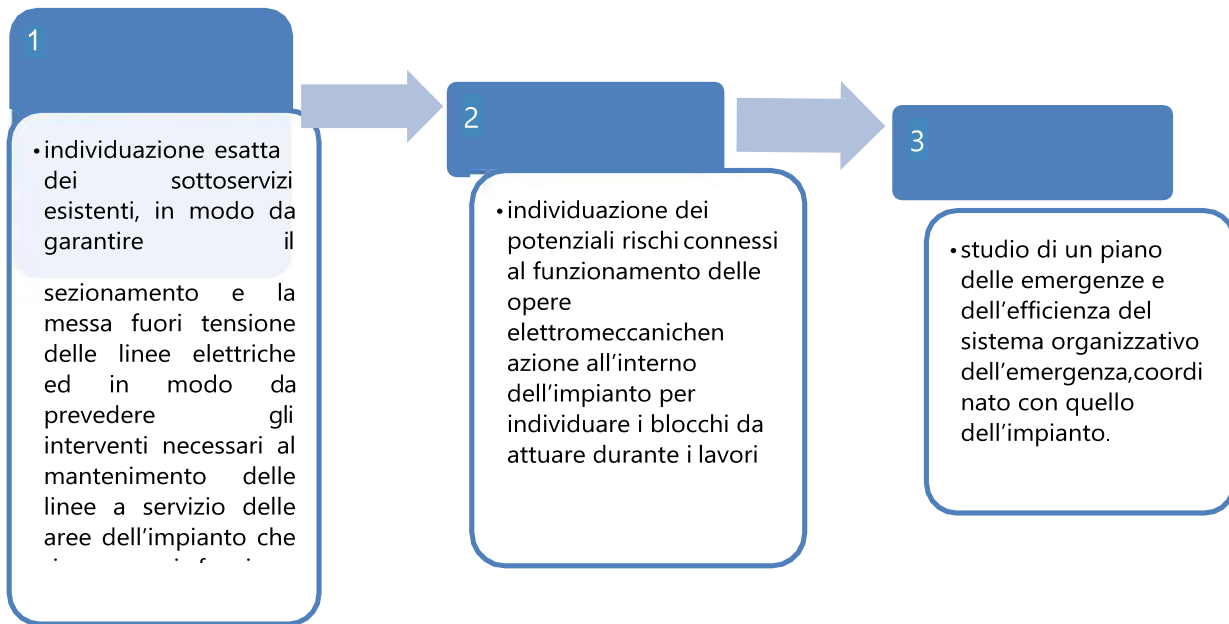 1
• individuazione esatta
dei sottoservizi
esistenti, in modo da
garantire il
sezionamento e la
messa fuori tensione
delle linee elettriche
ed in modo da
prevedere gli
interventi necessari al
mantenimento delle
linee a servizio delle
aree dell’impianto che
2
• individuazione dei
potenziali rischi connessi
al funzionamento delle
opere
elettromeccanichen
azione all’interno
dell’impianto per
individuare i blocchi da
attuare durante i lavori
3
• studio di un piano
delle emergenze e
dell’efficienza del
sistema organizzativo
dell’emergenza,coordi
nato con quello
dell’impianto.